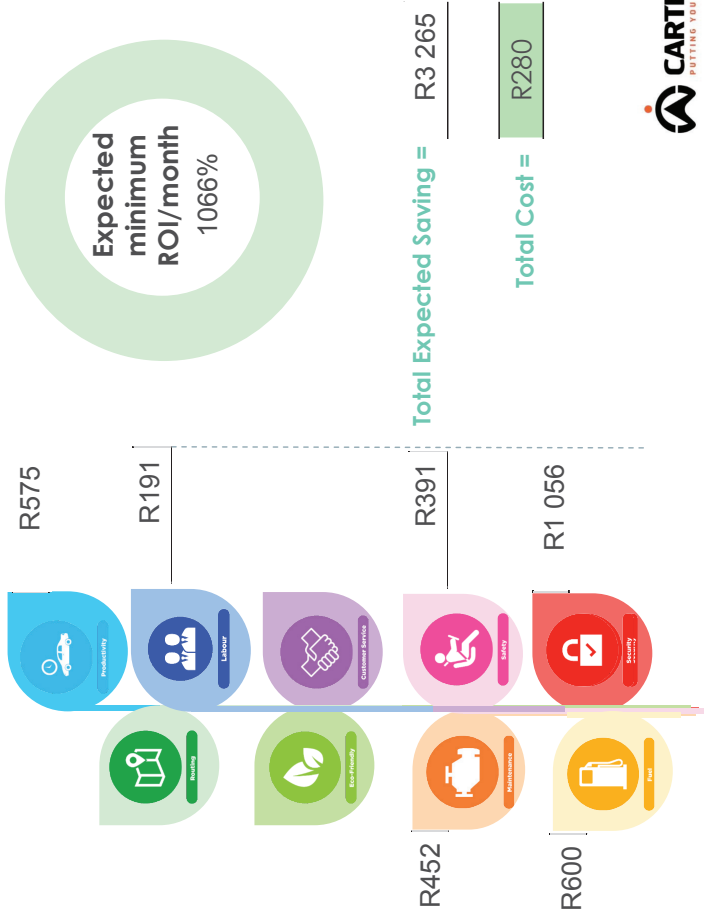 R600
R452
Fuel
Maintenance
Eco-Friendly
Routing
Security
Safety
Customer Service
Labour
Productivity
R1 056
R391
R191
R575
Expected
minimum
ROI/month
1066%
Total Expected Saving = R3 265
Total Cost = R280
PUTTING YOU